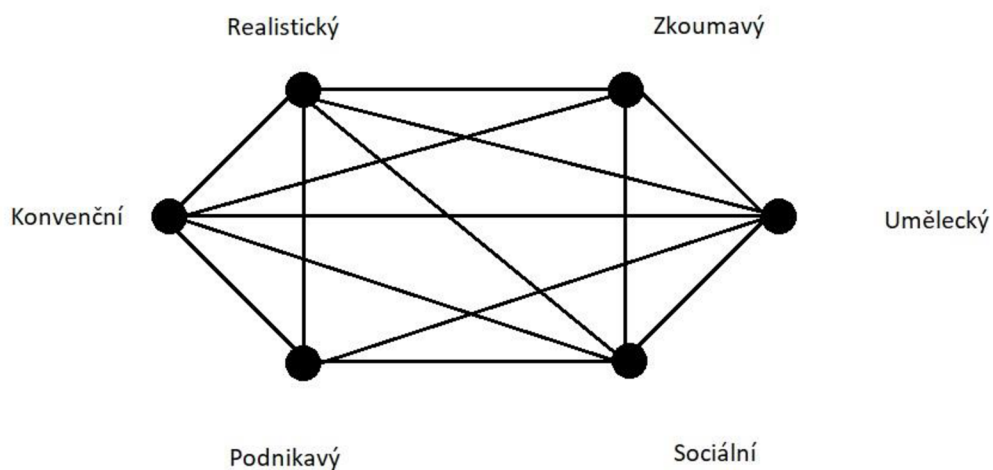 Realistický
Zkoumavý
Konvenční
Umělecký
Podnikavý
Sociální